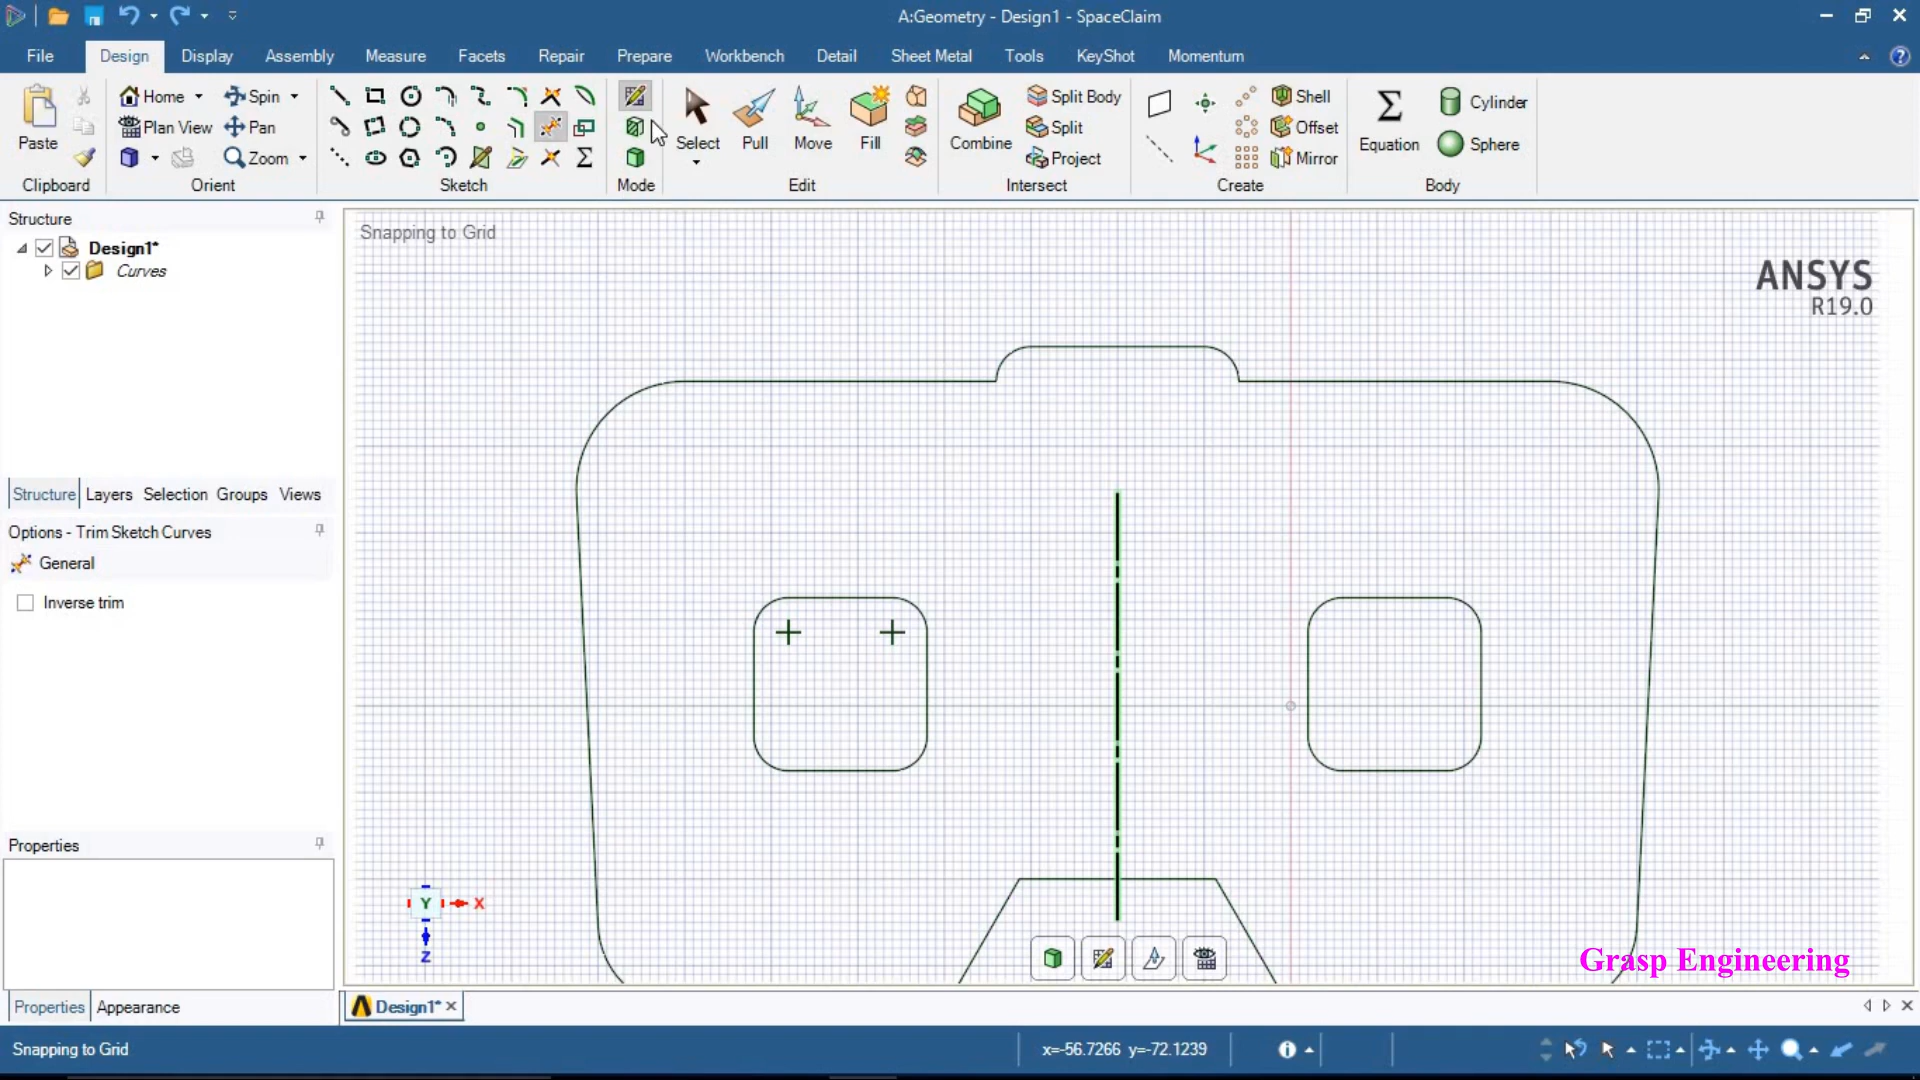 A:Geometry - Design1 - SpaceClaim
File Design Display Assembly Measure Facets Repair Prepare Workbench Detail Sheet Metal Tools KeyShot Momentum
Paste
Home Spin
Plan View Pan
Zoom
Select Pull Move Fill
Combine
Split Body
Split
Project
Shell
Offset
Mirror
Equation
Cylinder
Sphere
Clipboard Orient Sketch Mode Edit Intersect Create Body
Structure
Design1*
Curves
Structure Layers Selection Groups Views
Options - Trim Sketch Curves
General
Inverse trim
Properties
Properties Appearance
Snapping to Grid
ANSYS
R19.0
Y X
Z
Grasp Engineering
Design1*
Snapping to Grid
x=-56.7266 y=-72.1239